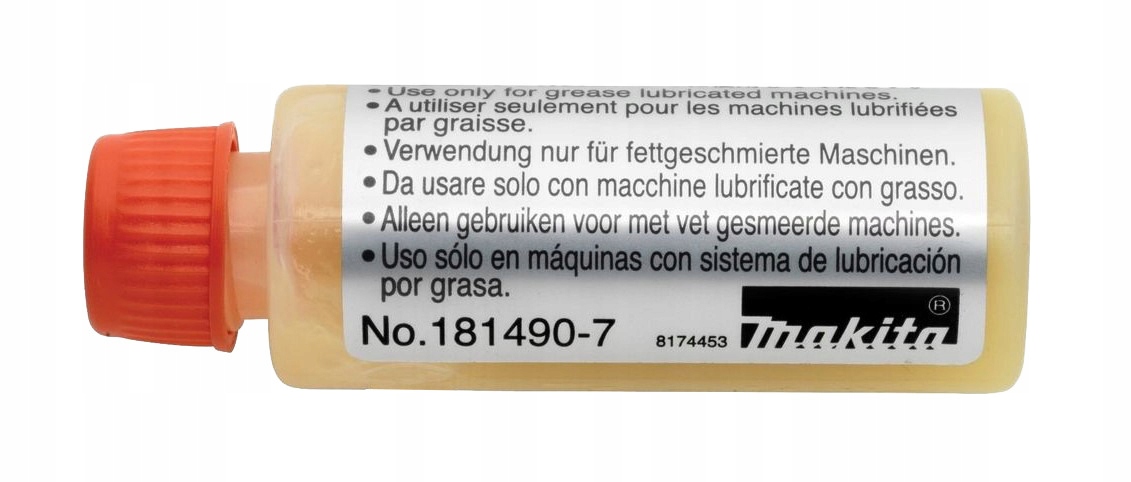 • Use only for grease lubricated machines.
• A utiliser seulement pour les machines lubrifiées
par graisse.
• Verwendung nur für fettgeschmierte Maschinen.
• Da usare solo con macchine lubrificate con grasso.
• Alleen gebruiken voor met vet gesmeerde machines.
• Uso sólo en máquinas con sistema de lubricación
por grasa.
No.181490-7 8174453 makita ®